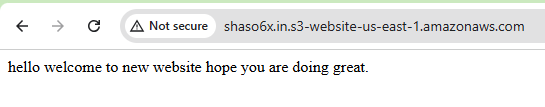 Not secure shaso6x.in.s3-website-us-east-1.amazonaws.com
hello welcome to new website hope you are doing great.